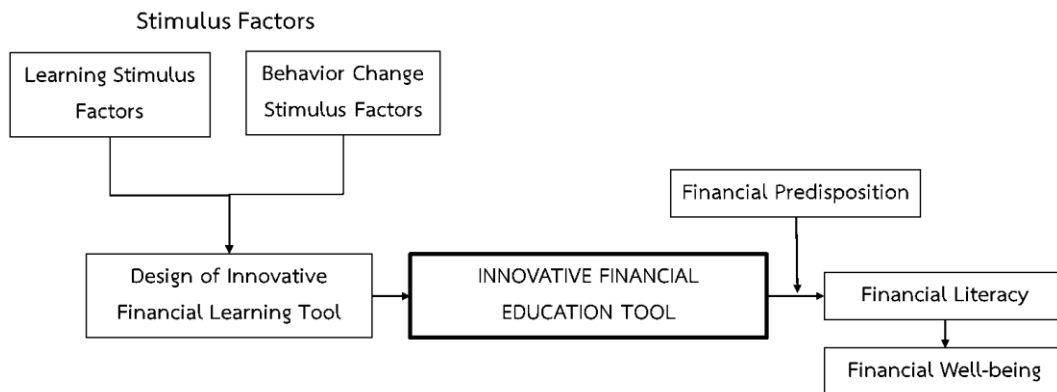 Stimulus Factors
Learning Stimulus
Factors
Behavior Change
Stimulus Factors
Financial Predisposition
Design of Innovative
Financial Learning Tool
INNOVATIVE FINANCIAL
EDUCATION TOOL
Financial Literacy
Financial Well-being